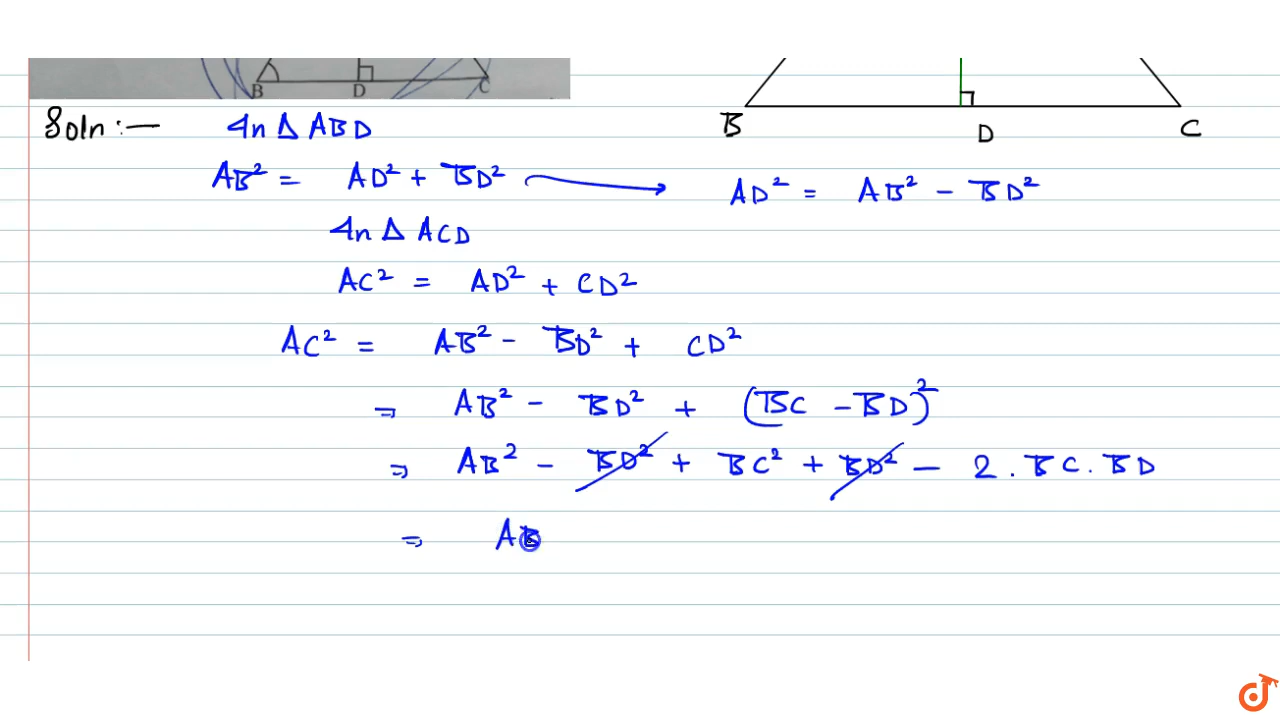 B D C
B D C
Soln :— In Δ ABD
AB² = AD² + BD² → AD² = AB² − BD²
In Δ ACD
AC² = AD² + CD²
AC² = AB² − BD² + CD²
= AB² − BD² + (BC − BD)²
= AB² − BD² + BC² + BD² − 2 . BC . BD
= AB